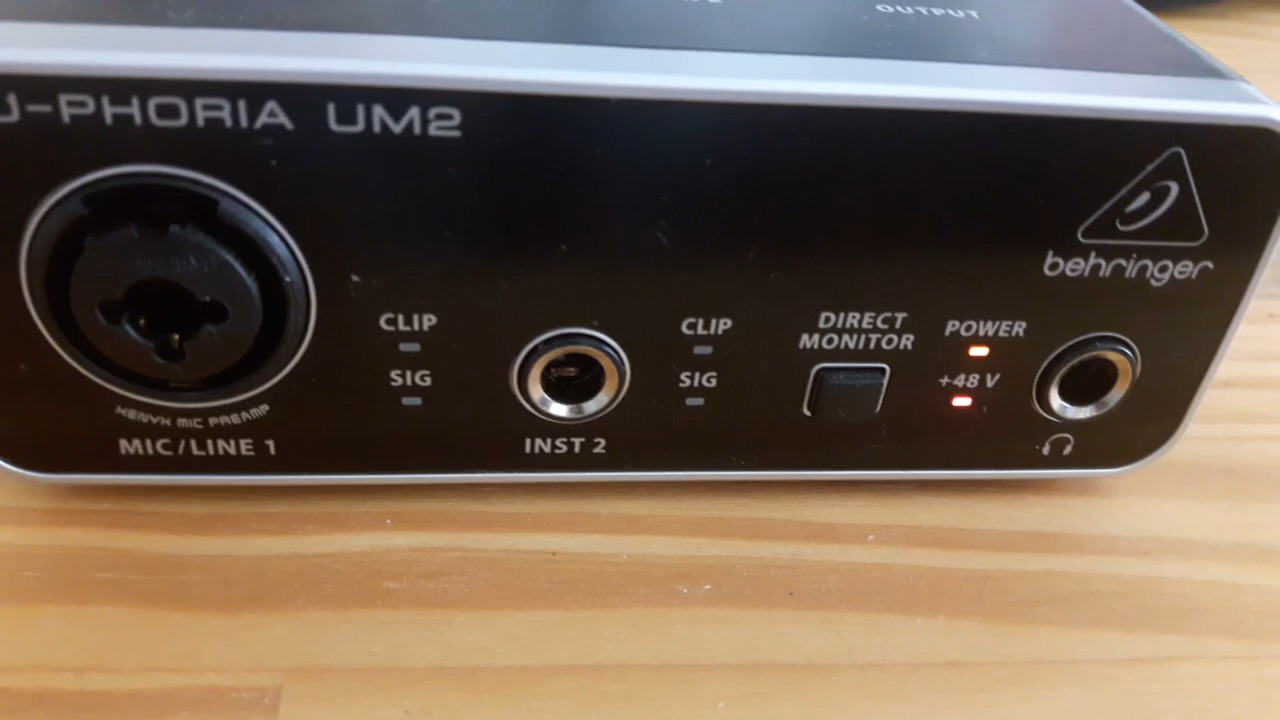 OUTPUT
U-PHORIA UM2
behringer
CLIP
SIG
XENYX MIC PREAMP
MIC/LINE 1
INST 2
CLIP
SIG
DIRECT
MONITOR
POWER
+48 V